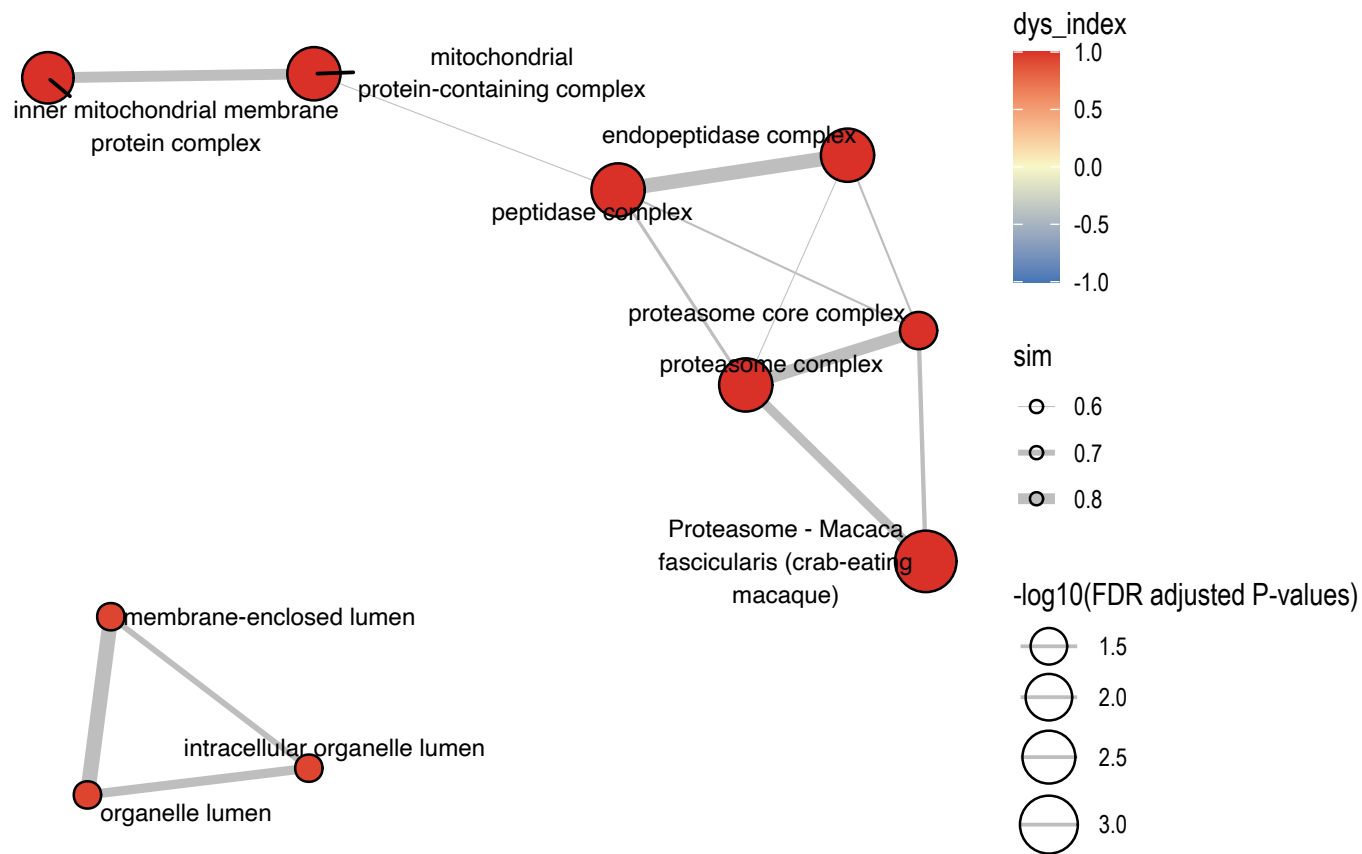 mitochondrial
protein-containing complex
inner mitochondrial membrane
protein complex
endopeptidase complex
peptidase complex
proteasome core complex
proteasome complex
Proteasome - Macaca
fascicularis (crab-eating
macaque)
membrane-enclosed lumen
intracellular organelle lumen
organelle lumen
dys_index
1.0
0.5
0.0
-0.5
-1.0
sim
0.6
0.7
0.8
-log10(FDR adjusted P-values)
1.5
2.0
2.5
3.0